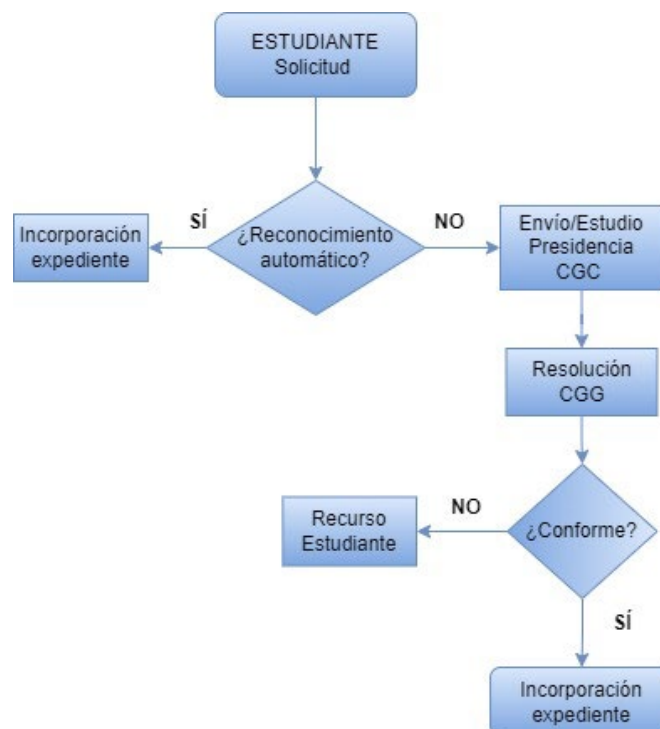 ESTUDIANTE
Solicitud
SÍ
NO
Incorporación
expediente
¿Reconocimiento
automático?
Envío/Estudio
Presidencia
CGC
Resolución
CGG
NO
¿Conforme?
Recurso
Estudiante
SÍ
Incorporación
expediente